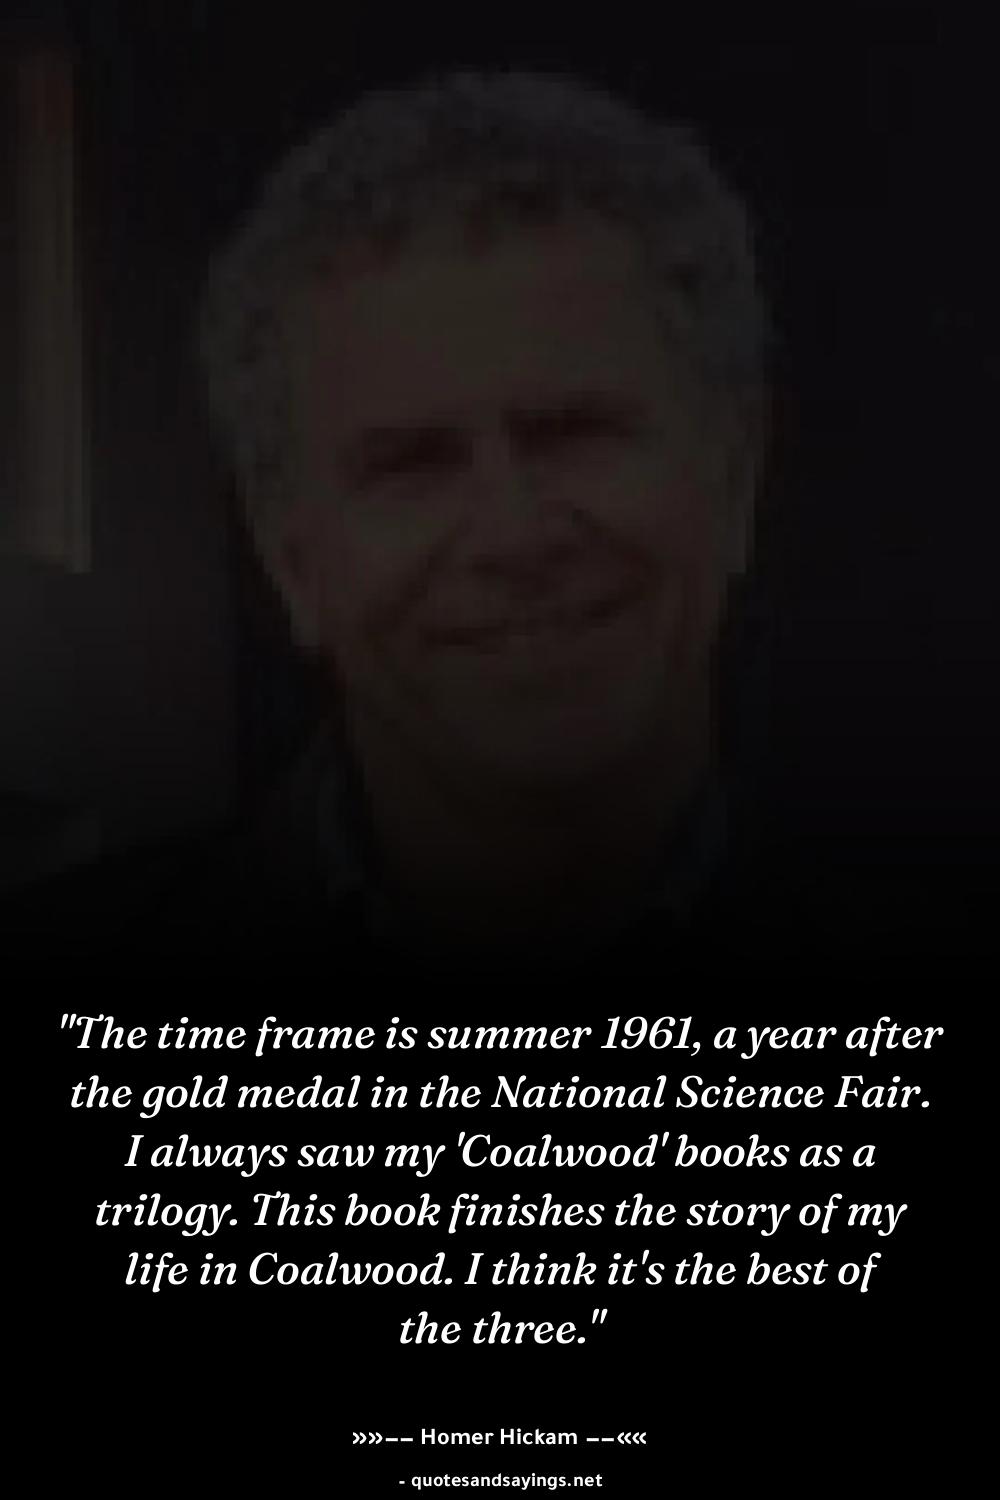 "The time frame is summer 1961, a year after
the gold medal in the National Science Fair.
I always saw my 'Coalwood' books as a
trilogy. This book finishes the story of my
life in Coalwood. I think it's the best of
the three."
»»−− Homer Hickam −−««
- quotesandsayings.net